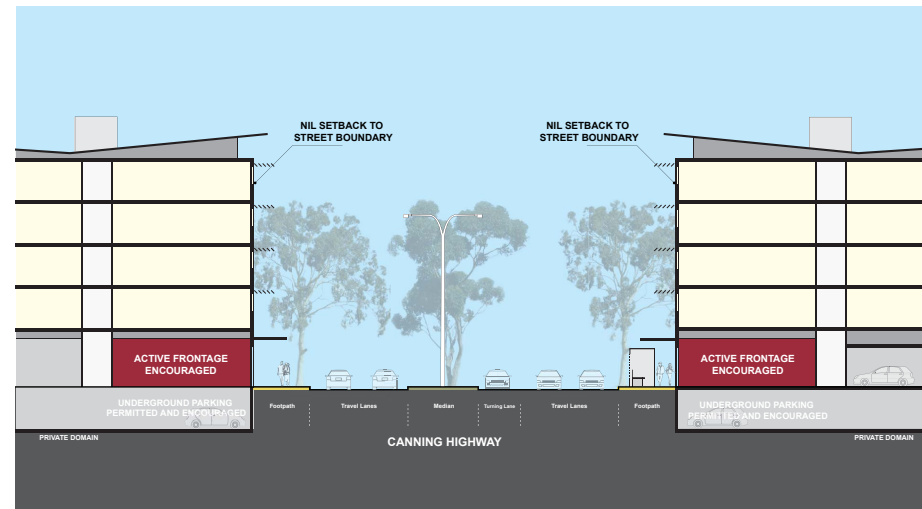 NIL SETBACK TO
STREET BOUNDARY
NIL SETBACK TO
STREET BOUNDARY
ACTIVE FRONTAGE
ENCOURAGED
ACTIVE FRONTAGE
ENCOURAGED
UNDERGROUND PARKING
PERMITTED AND ENCOURAGED
Footpath
Travel Lanes
Median
Turning Lane
Travel Lanes
Footpath
UNDERGROUND PARKING
PERMITTED AND ENCOURAGED
PRIVATE DOMAIN
CANNING HIGHWAY
PRIVATE DOMAIN